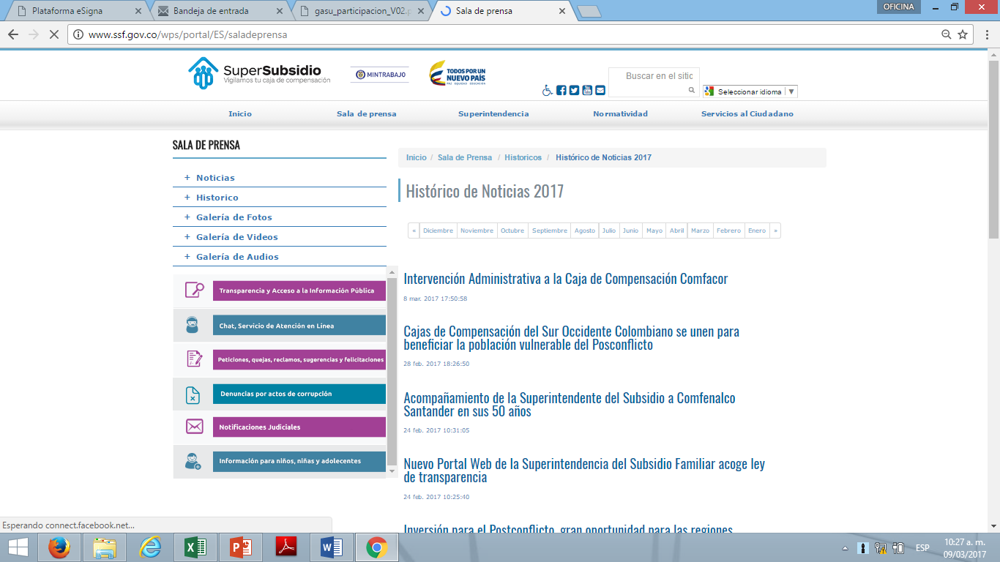 Plataforma eSigna
Bandeja de entrada
gasu_participacion_V02.p
Sala de prensa
OFICINA
www.ssf.gov.co/wps/portal/ES/saladeprensa
SuperSubsidio
Vigilamos tu caja de compensación
MINTRABAJO
TODOS POR UN
NUEVO PAÍS
PAZ EQUIDAD EDUCACIÓN
Buscar en el sitio
Seleccionar idioma
Inicio
Sala de prensa
Superintendencia
Normatividad
Servicios al Ciudadano
SALA DE PRENSA
+ Noticias
+ Historico
+ Galería de Fotos
+ Galería de Videos
+ Galería de Audios
Transparencia y Acceso a la Información Pública
Chat, Servicio de Atención en Línea
Peticiones, quejas, reclamos, sugerencias y felicitaciones
Denuncias por actos de corrupción
Notificaciones Judiciales
Información para niños, niñas y adolecentes
Inicio / Sala de Prensa / Historicos / Histórico de Noticias 2017
Histórico de Noticias 2017
« Diciembre Noviembre Octubre Septiembre Agosto Julio Junio Mayo Abril Marzo Febrero Enero »
Intervención Administrativa a la Caja de Compensación Comfacor
8 mar. 2017 17:50:58
Cajas de Compensación del Sur Occidente Colombiano se unen para
beneficiar la población vulnerable del Posconflicto
28 feb. 2017 18:26:50
Acompañamiento de la Superintendente del Subsidio a Comfenalco
Santander en sus 50 años
24 feb. 2017 10:31:05
Nuevo Portal Web de la Superintendencia del Subsidio Familiar acoge ley
de transparencia
24 feb. 2017 10:25:40
Inversión para el Postconflicto, gran oportunidad para las regiones
Esperando connect.facebook.net...
ESP
10:27 a. m.
09/03/2017